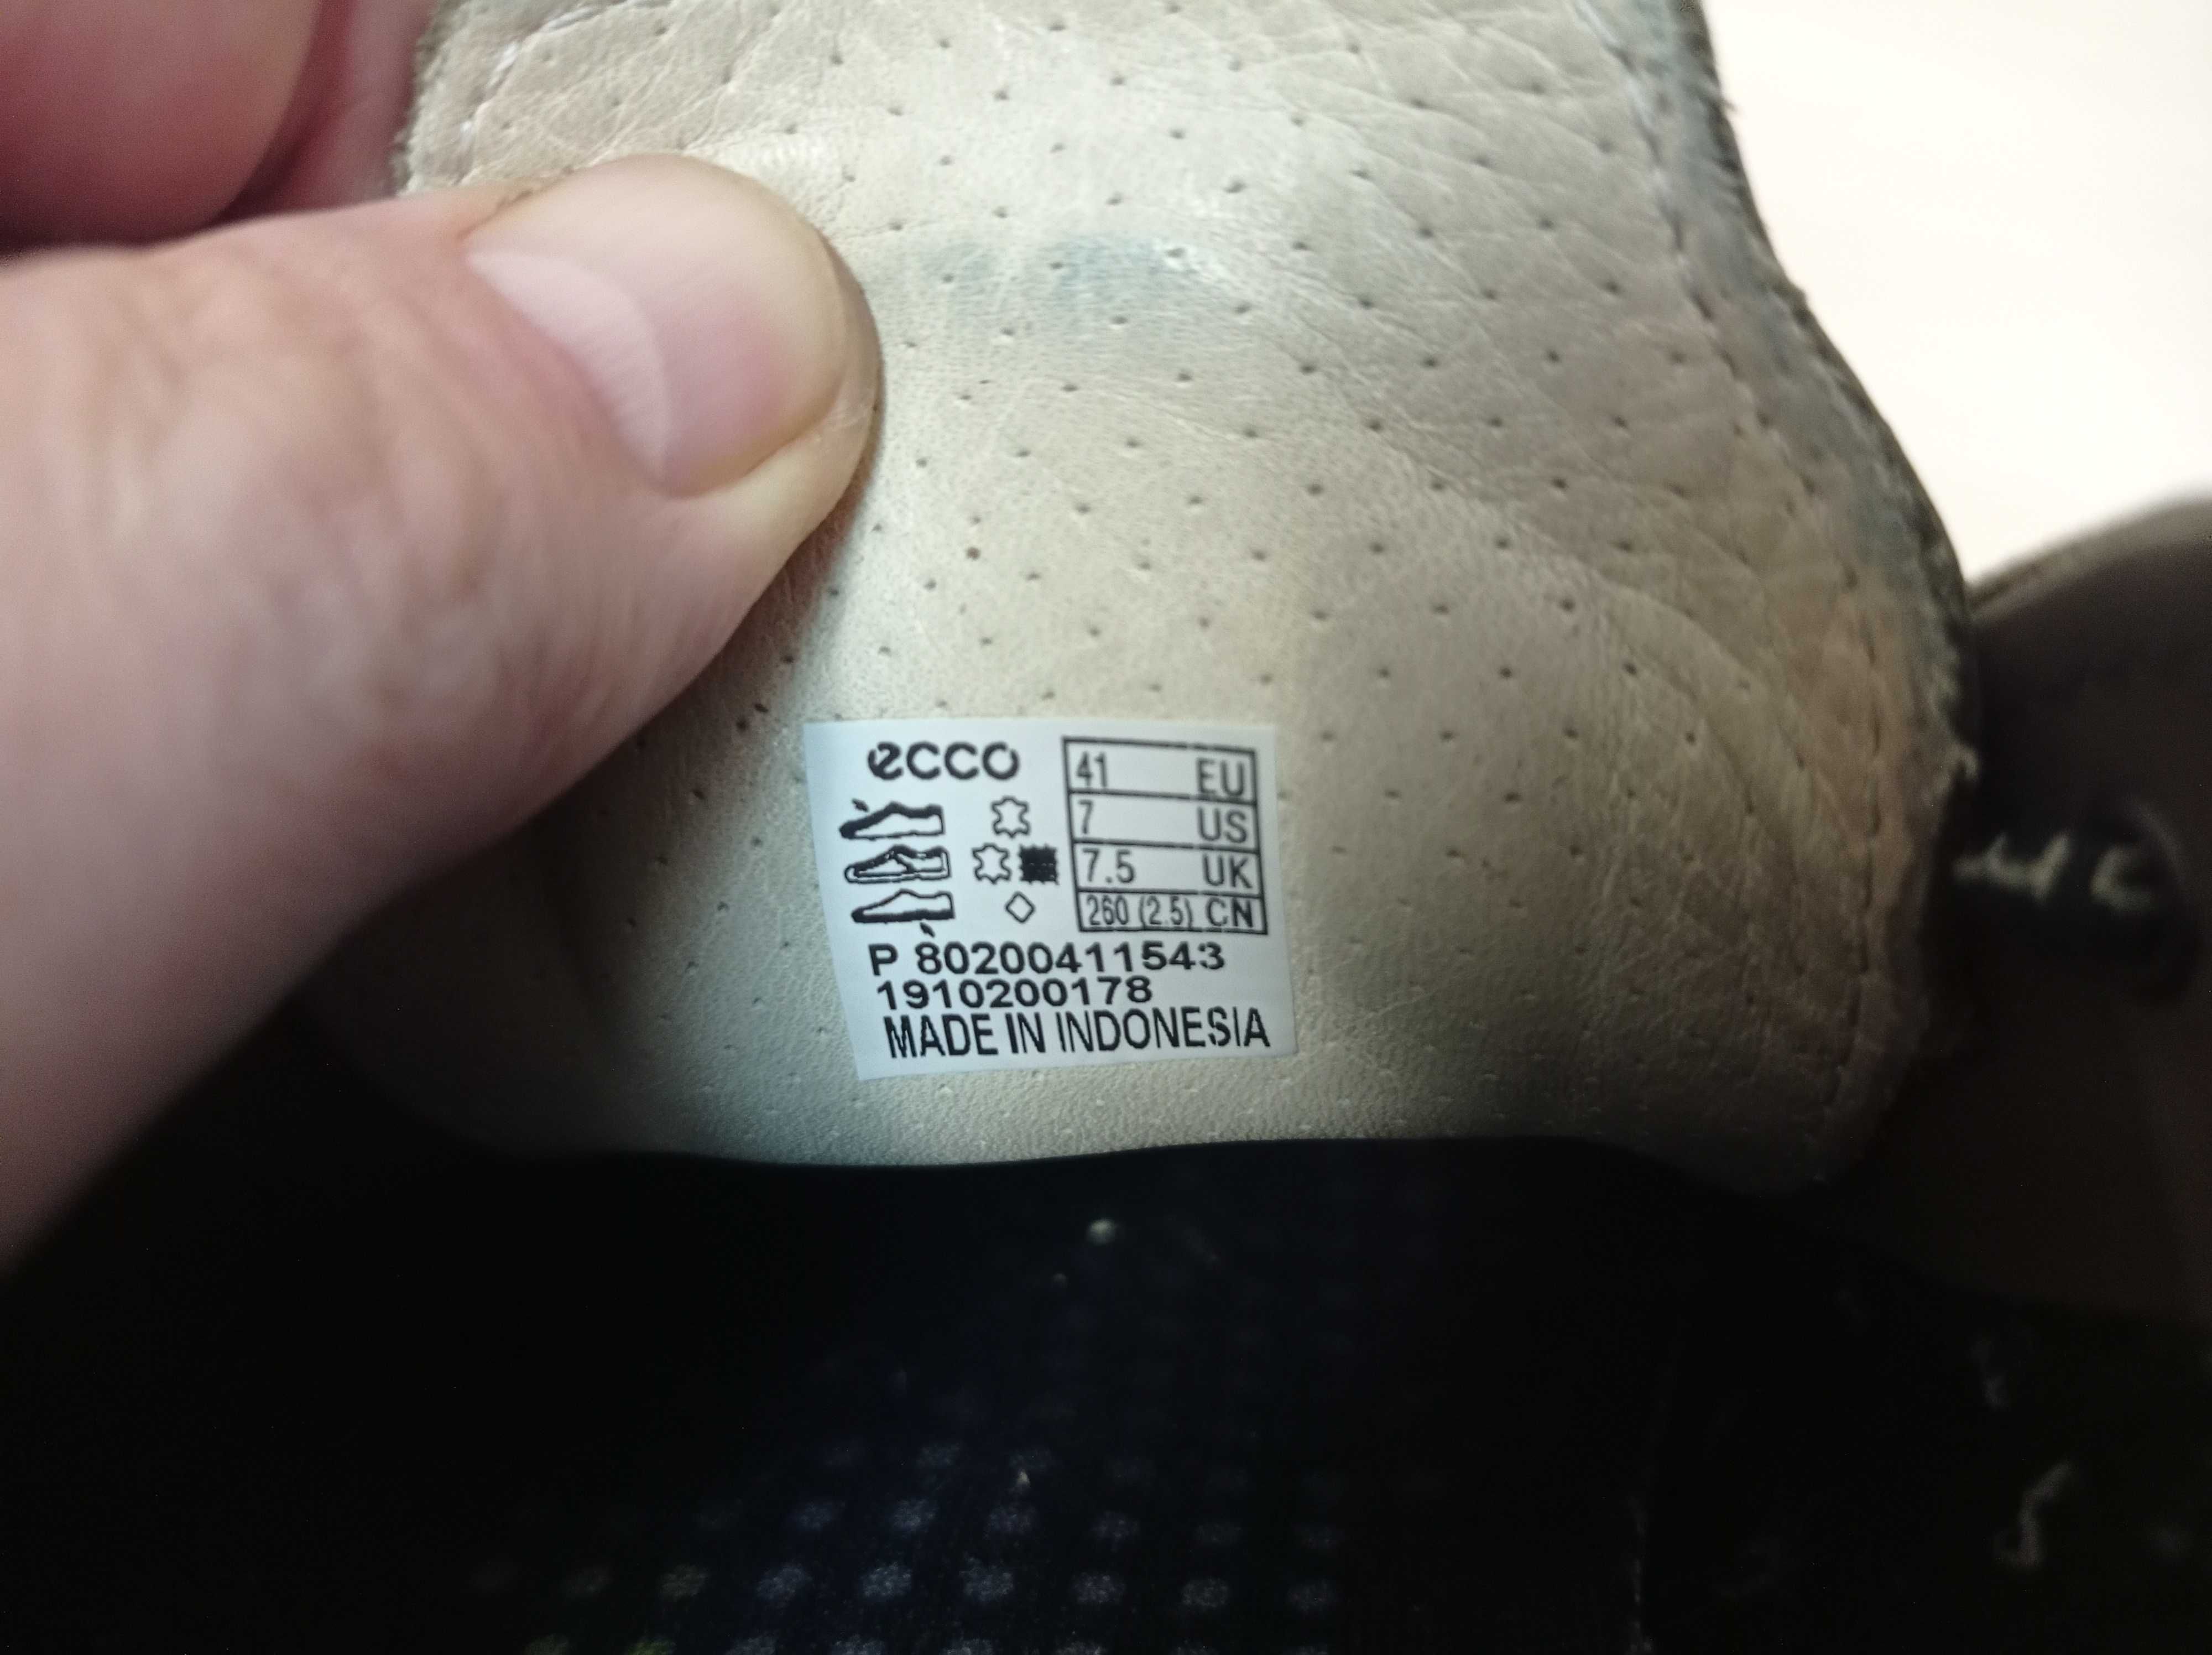 ecco
41 EU
7 US
7.5 UK
260 (2.5) CN
P 80200411543
1910200178
MADE IN INDONESIA